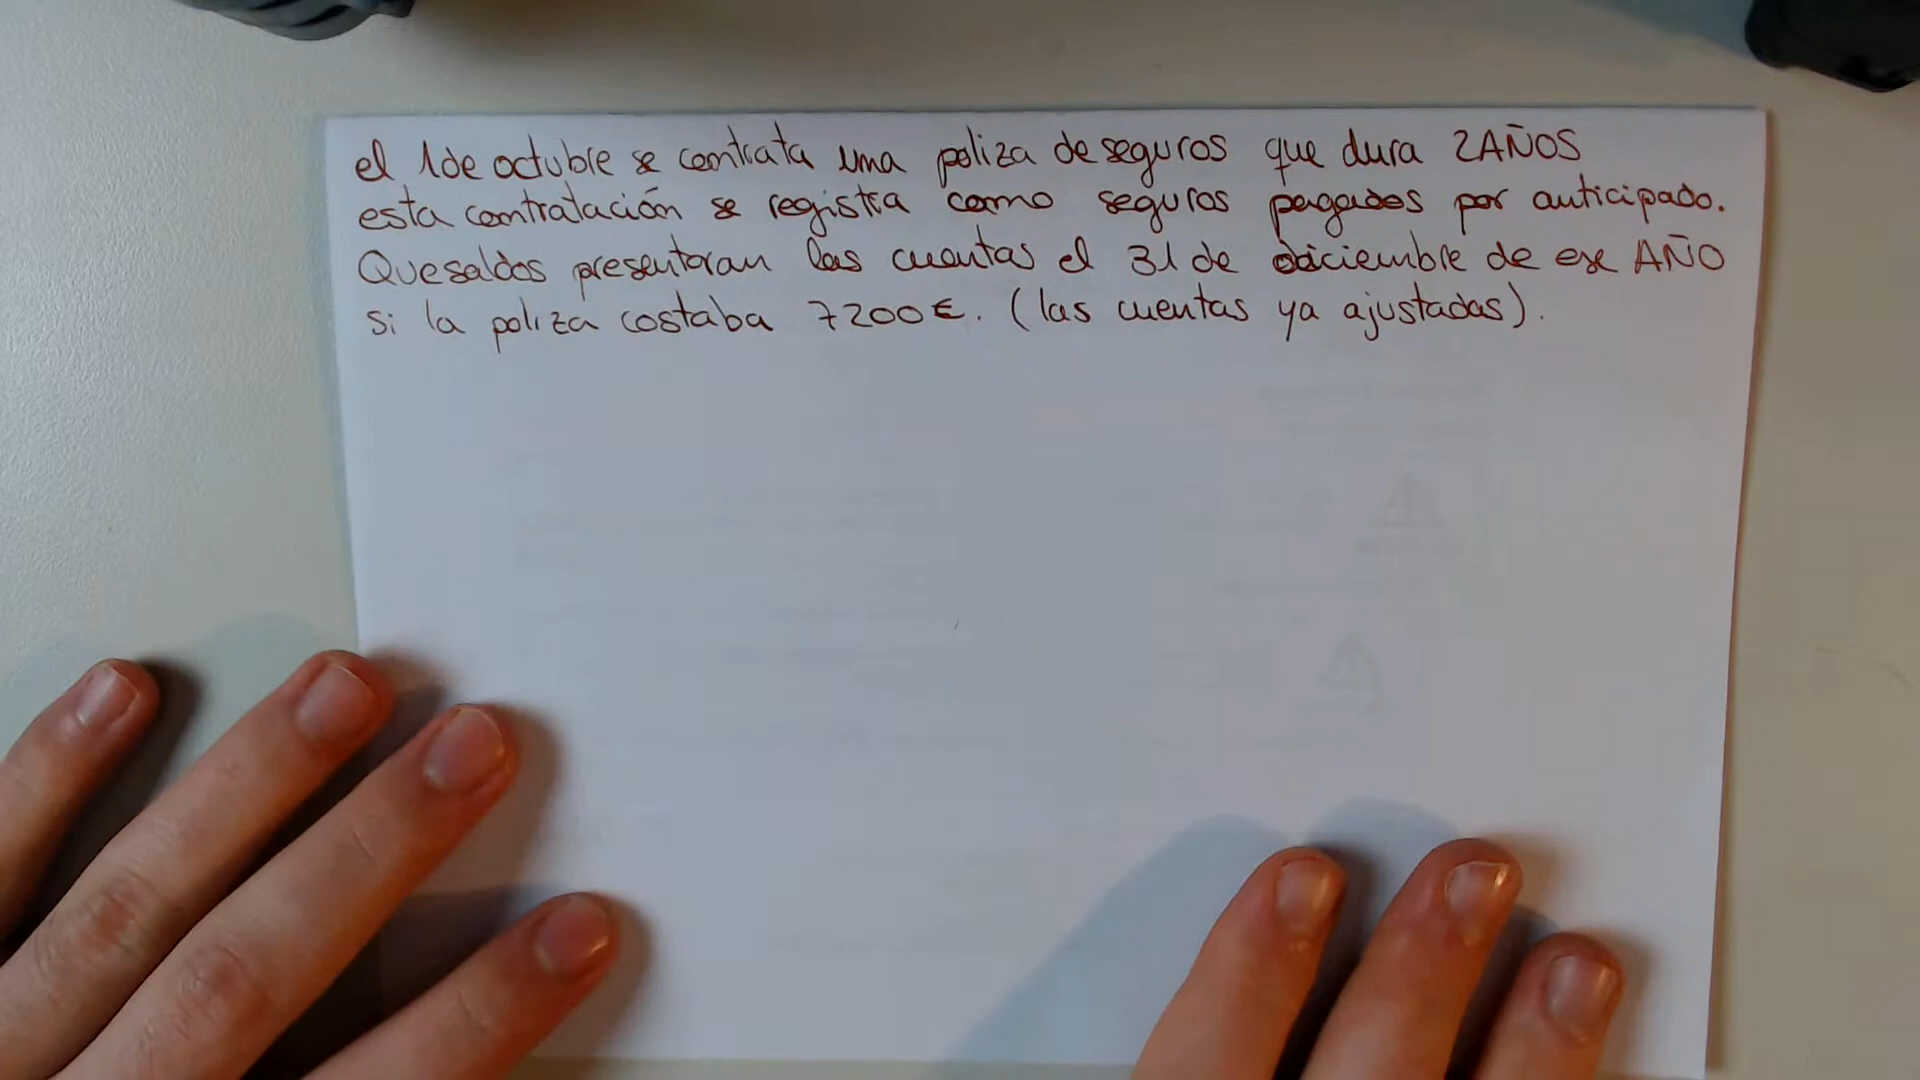 el 1 de octubre se contrata una poliza de seguros que dura 2 AÑOS
esta contratación se registra como seguros pagados por anticipado.
Que saldos presentaran las cuentas el 31 de diciembre de ese AÑO
si la poliza costaba 7200€. (las cuentas ya ajustadas).